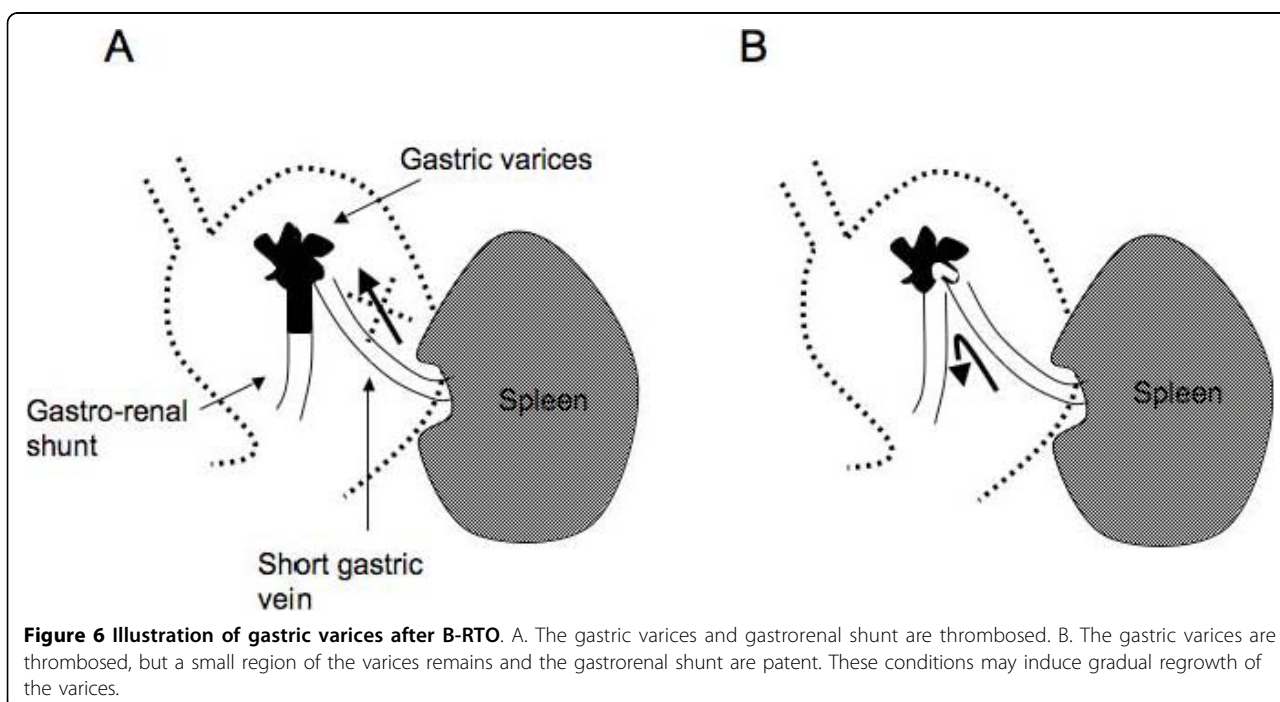 A
B
Gastric varices
Gastro-renal
shunt
Spleen
Spleen
Short gastric
vein
Figure 6 Illustration of gastric varices after B-RTO. A. The gastric varices and gastrorenal shunt are thrombosed. B. The gastric varices are
thrombosed, but a small region of the varices remains and the gastrorenal shunt are patent. These conditions may induce gradual regrowth of
the varices.